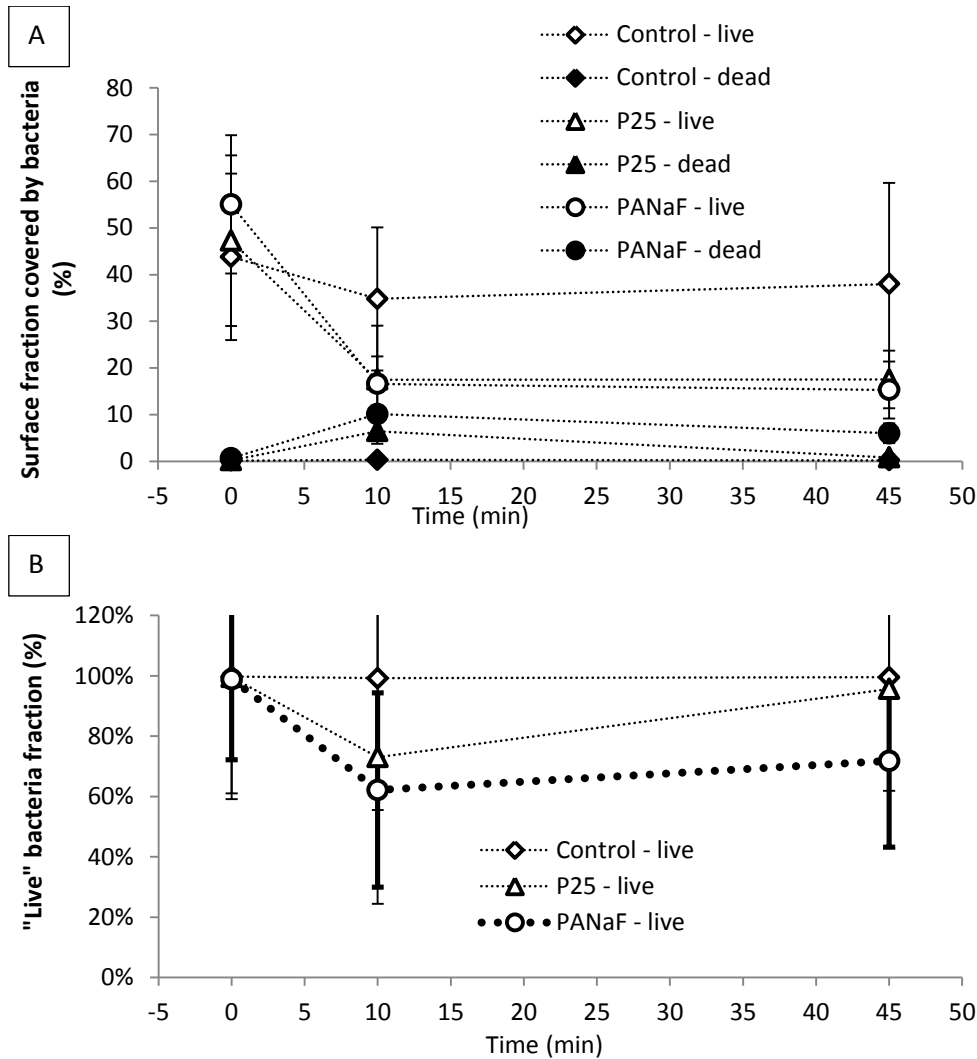 A
Control - live
Control - dead
P25 - live
P25 - dead
PANaF - live
PANaF - dead
Surface fraction covered by bacteria
(%)
80
70
60
50
40
30
20
10
0
-5 0 5 10 15 20 25 30 35 40 45 50
Time (min)
B
"Live" bacteria fraction (%)
120%
100%
80%
60%
40%
20%
0%
Control - live
P25 - live
PANaF - live
-5 0 5 10 15 20 25 30 35 40 45 50
Time (min)